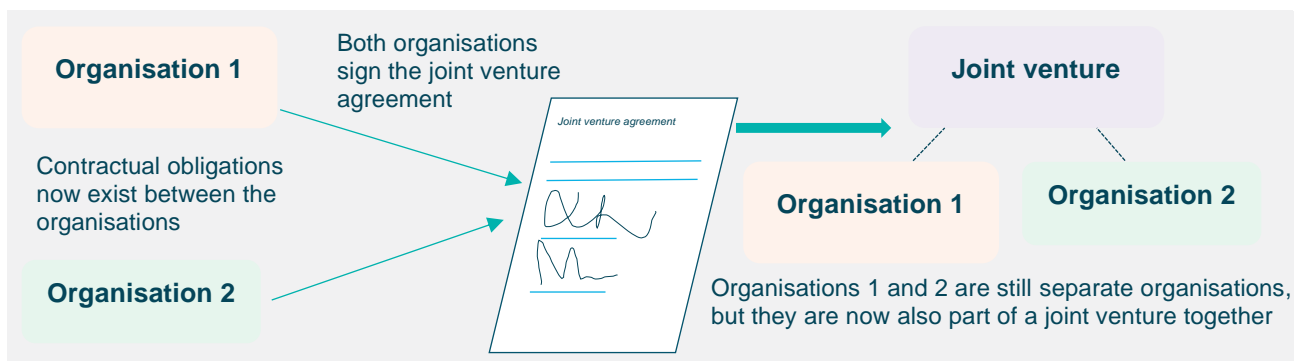 Organisation 1
Both organisations
sign the joint venture
agreement
Contractual obligations
now exist between the
organisations
Organisation 2
Joint venture agreement
Joint venture
Organisation 1
Organisation 2
Organisations 1 and 2 are still separate organisations,
but they are now also part of a joint venture together